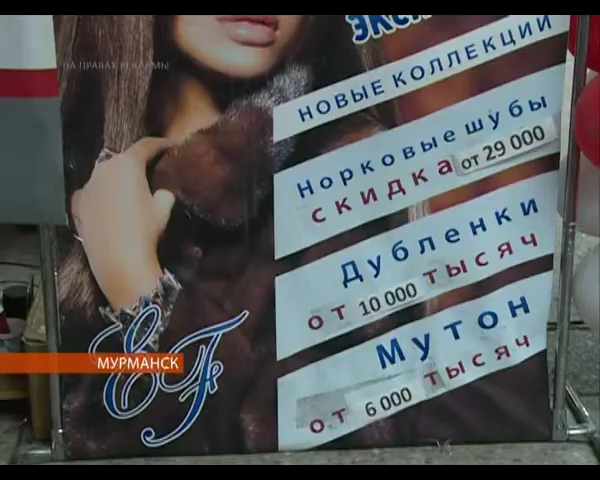 НА ПРАВАХ РЕКЛАМЫ
НОВЫЕ КОЛЛЕКЦИИ
Норковые шубы
скидка от 29 000
Дубленки
от 10 000 тысяч
Мутон
от 6 000 тысяч
EF
МУРМАНСК